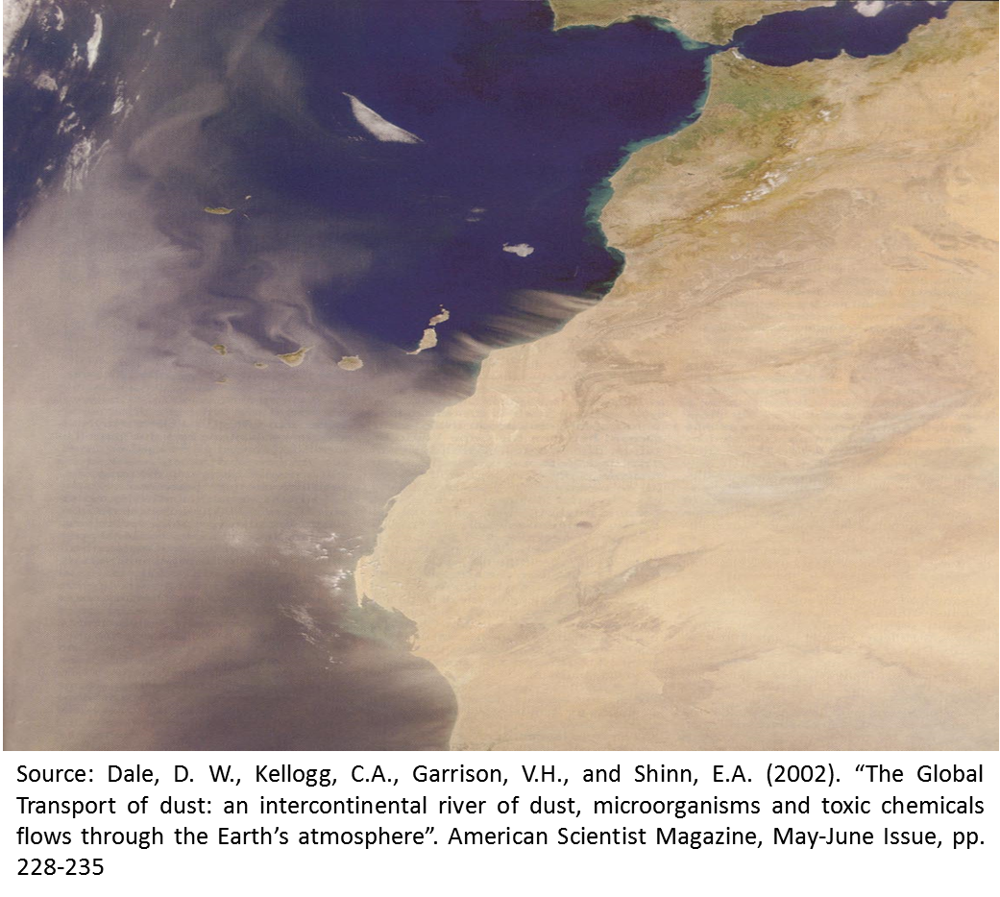 Source: Dale, D. W., Kellogg, C.A., Garrison, V.H., and Shinn, E.A. (2002). “The Global
Transport of dust: an intercontinental river of dust, microorganisms and toxic chemicals
flows through the Earth’s atmosphere”. American Scientist Magazine, May-June Issue, pp.
228-235